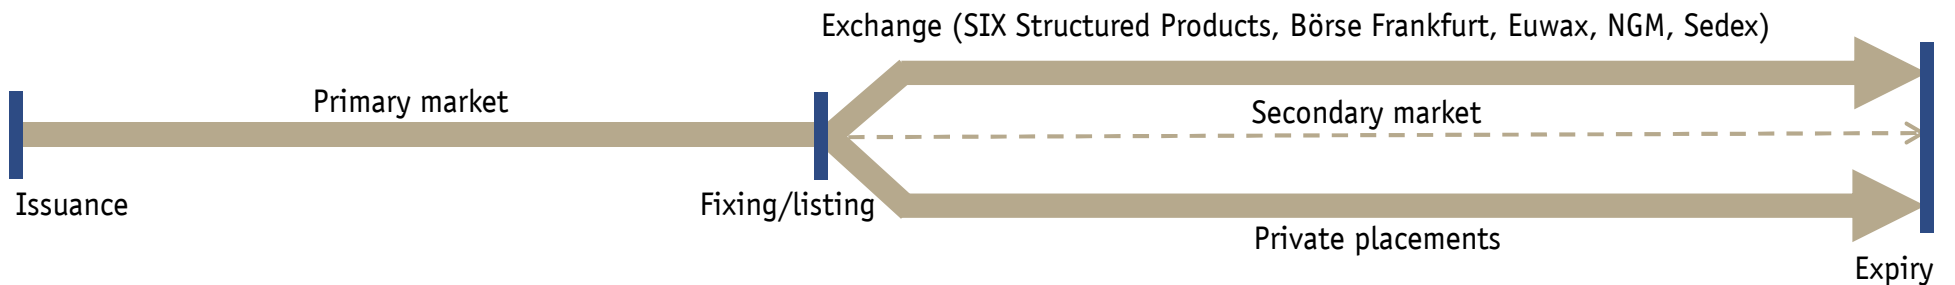 Exchange (SIX Structured Products, Börse Frankfurt, Euwax, NGM, Sedex)
Primary market
Secondary market
Issuance
Fixing/listing
Private placements
Expiry